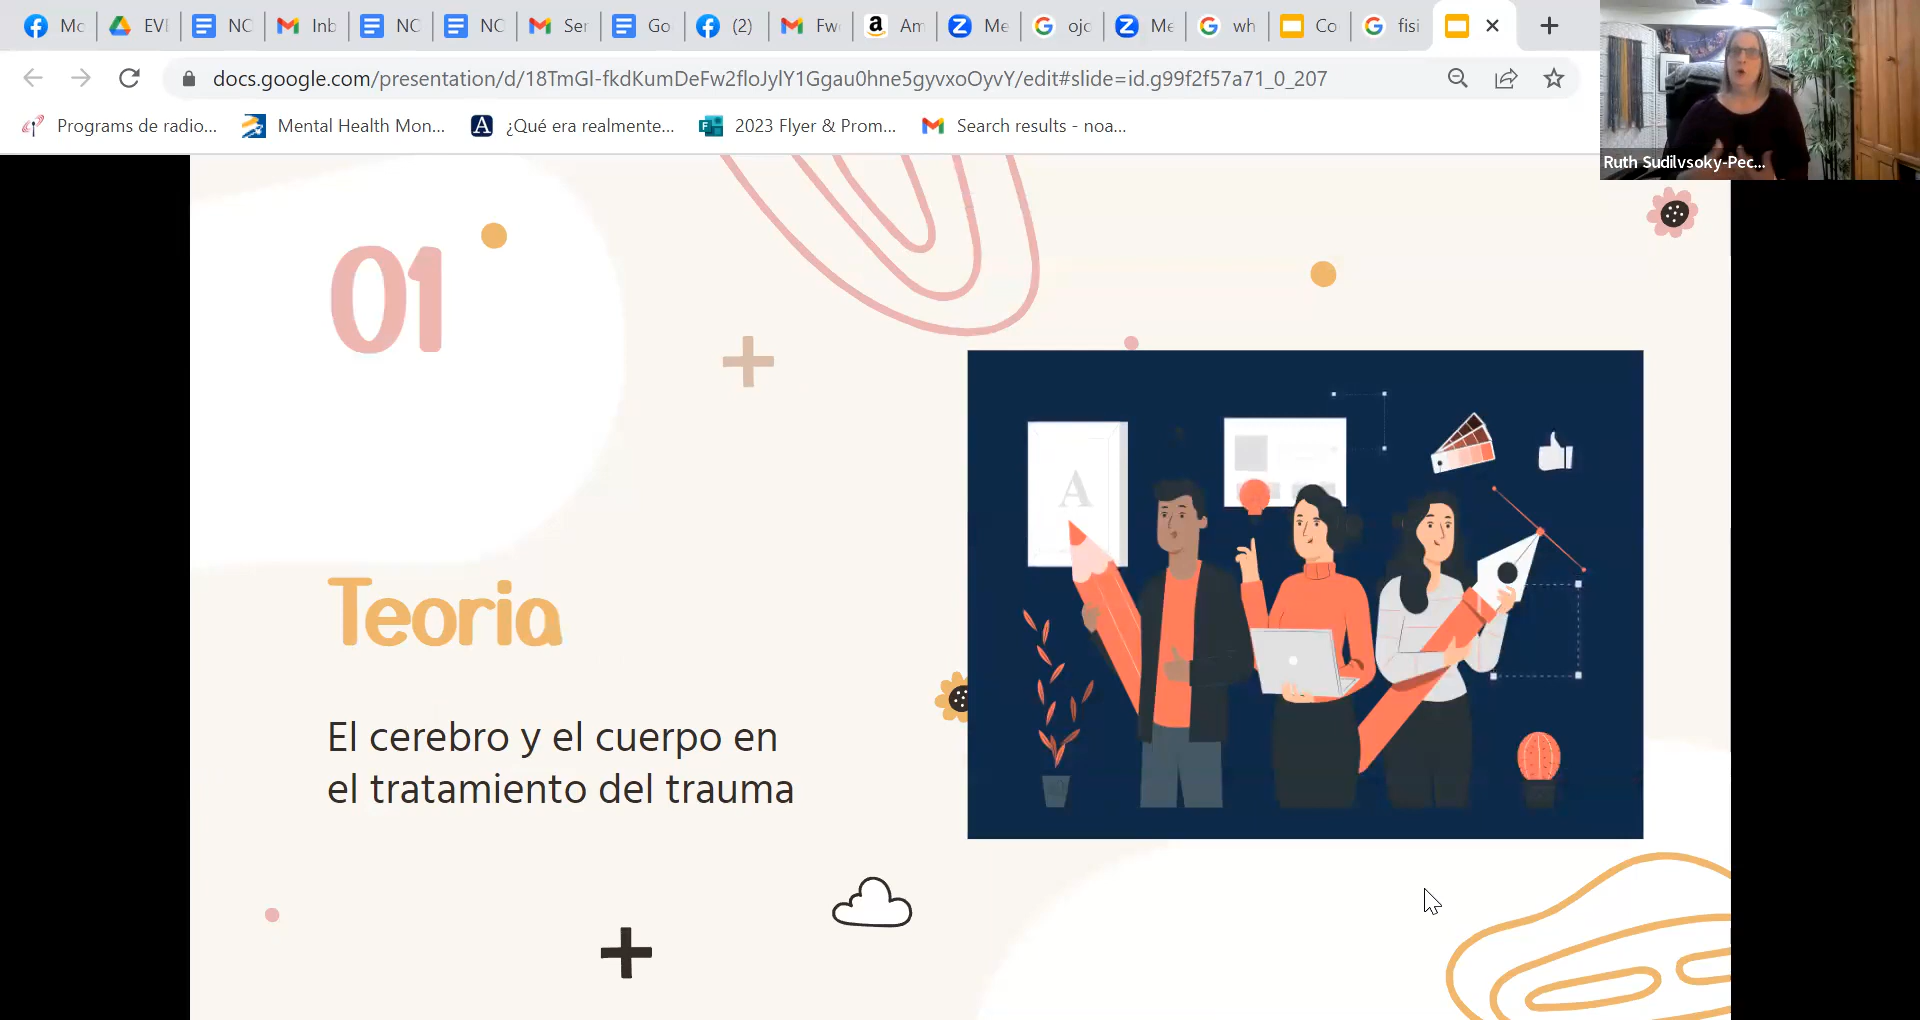 Mc
EVI
NC
Inb
NC
NC
Ser
Go
(2)
Fw
Am
Me
ojc
Me
wh
Co
fisi
docs.google.com/presentation/d/18TmGl-fkdKumDeFw2floJylY1Ggau0hne5gyvxoOyvY/edit#slide=id.g99f2f57a71_0_207
Programs de radio...
Mental Health Mon...
A
¿Qué era realmente...
2023 Flyer & Prom...
Search results - noa...
Ruth Sudilvsoky-Pec...
01
A
Teoria
El cerebro y el cuerpo en
el tratamiento del trauma